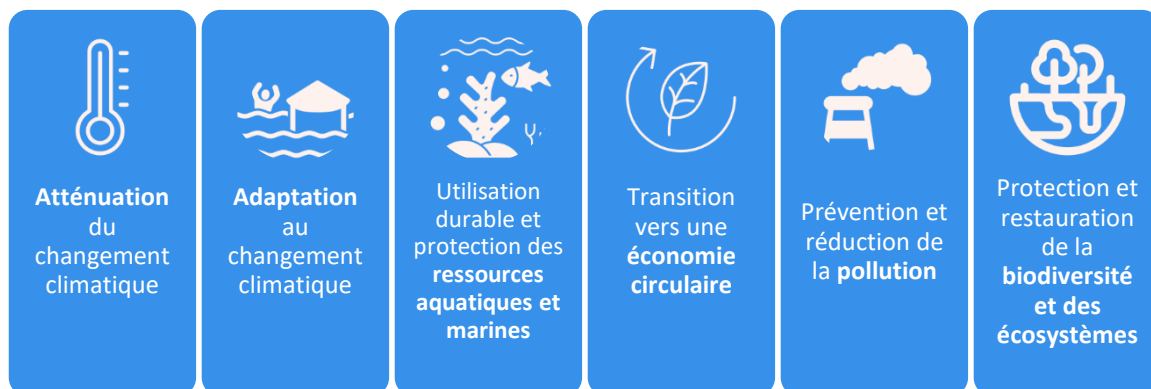 Atténuation
du
changement
climatique
Adaptation
au
changement
climatique
Utilisation
durable et
protection des
ressources
aquatiques et
marines
Transition
vers une
économie
circulaire
Prévention et
réduction de
la pollution
Protection et
restauration
de la
biodiversité
et des
écosystèmes